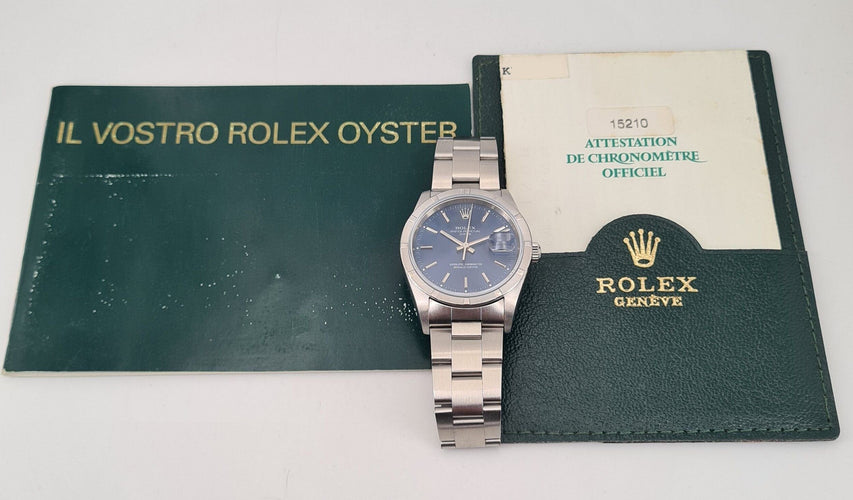 IL VOSTRO ROLEX OYSTER
K
15210
ATTESTATION
DE CHRONOMÈTRE
OFFICIEL
ROLEX
GENÈVE
ROLEX